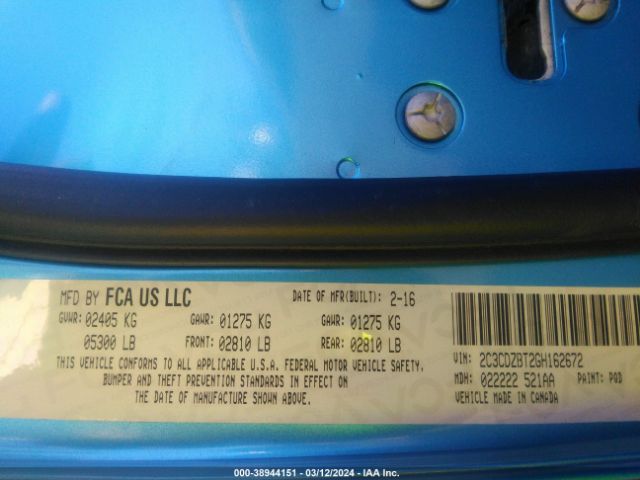 MFD BY FCA US LLC DATE OF MFR(BUILT): 2-16
GVWR: 02405 KG GAWR: 01275 KG GAWR: 01275 KG
05300 LB FRONT: 02810 LB REAR: 02810 LB
THIS VEHICLE CONFORMS TO ALL APPLICABLE U.S.A. FEDERAL MOTOR VEHICLE SAFETY,
BUMPER AND THEFT PREVENTION STANDARDS IN EFFECT ON
THE DATE OF MANUFACTURE SHOWN ABOVE.
VIN: 2C3CDZBT2GH162672
MDH: 022222 521AA PAINT: PQD
VEHICLE MADE IN CANADA
000-38944151 - 03/12/2024 - IAA Inc.